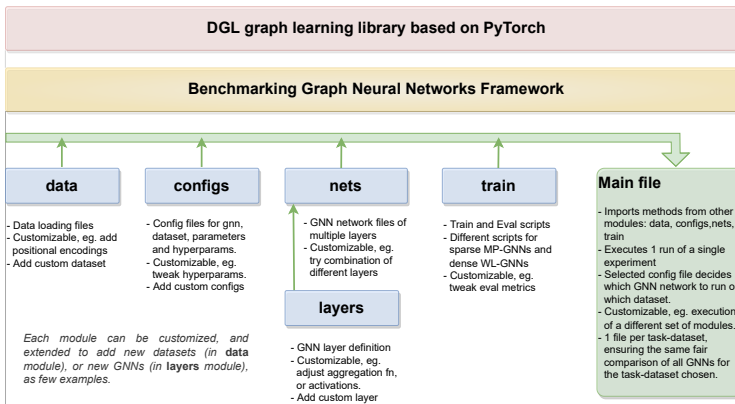 DGL graph learning library based on PyTorch
Benchmarking Graph Neural Networks Framework
data
- Data loading files
- Customizable, eg. add
positional encodings
- Add custom dataset
configs
- Config files for gnn,
dataset, parameters
and hyperparams.
- Customizable, eg.
tweak hyperparams.
- Add custom configs
nets
- GNN network files of
multiple layers
- Customizable, eg.
try combination of
different layers
layers
- GNN layer definition
- Customizable, eg.
adjust aggregation fn,
or activations.
- Add custom layer
train
- Train and Eval scripts
- Different scripts for
sparse MP-GNNs and
dense WL-GNNs
- Customizable, eg.
tweak eval metrics
Main file
- Imports methods from other
modules: data, configs,nets,
train
- Executes 1 run of a single
experiment
- Selected config file decides
which GNN network to run o
which dataset.
- Customizable, eg. execution
of a different set of modules.
- 1 file per task-dataset,
ensuring the same fair
comparison of all GNNs for
the task-dataset chosen.
Each module can be customized, and
extended to add new datasets (in data
module), or new GNNs (in layers module),
as few examples.